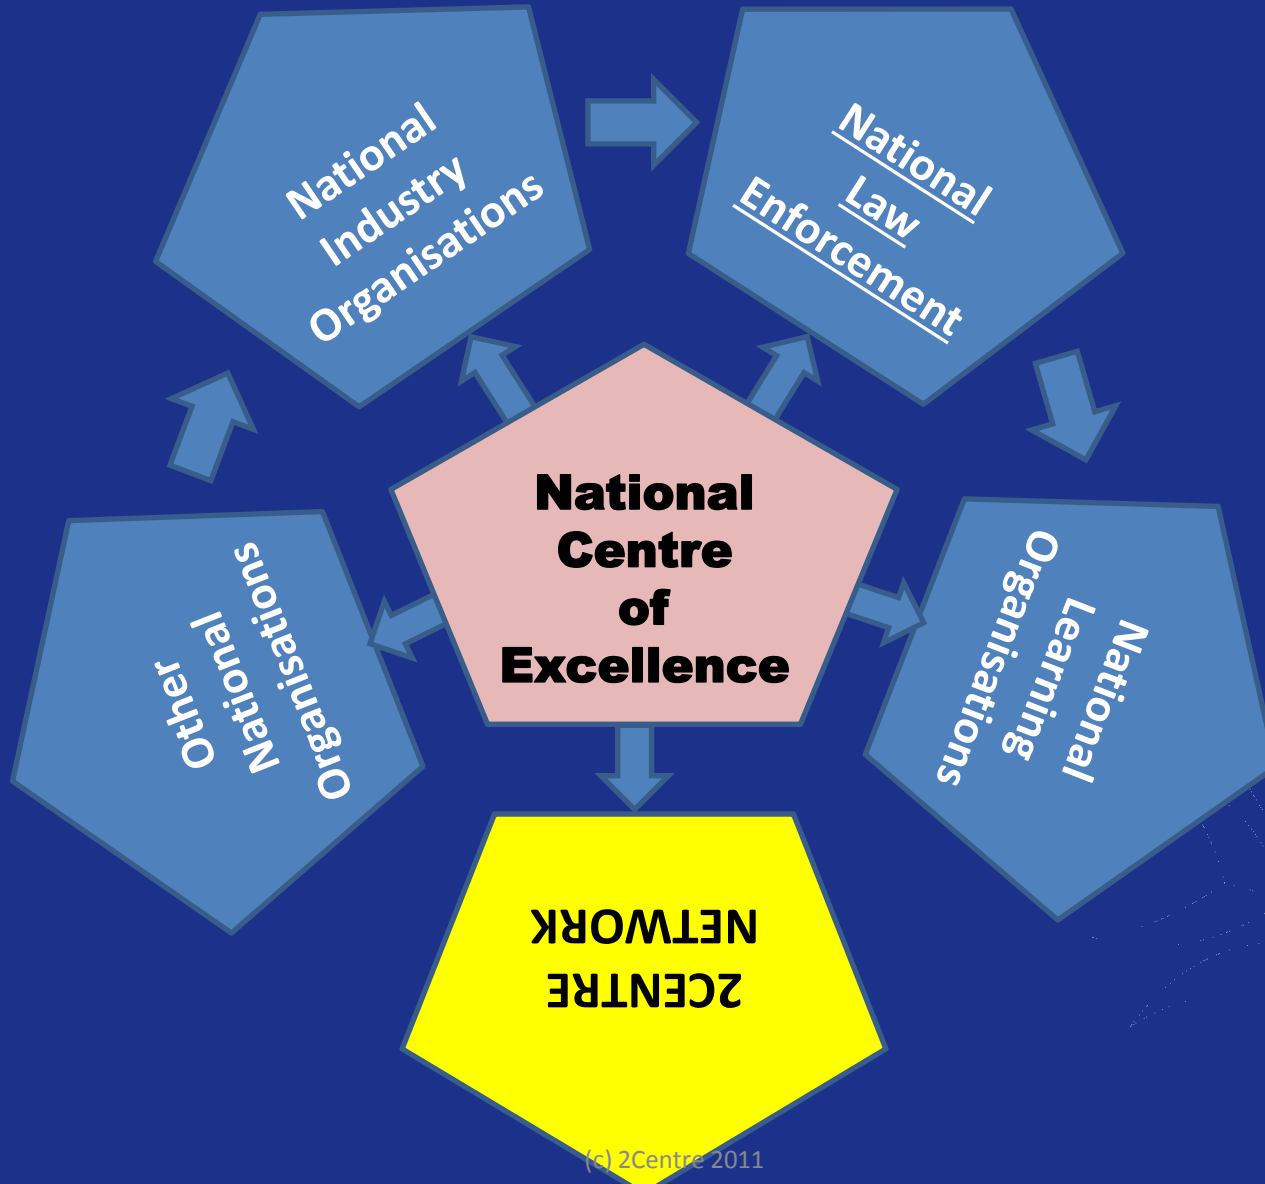 National
Industry
Organisations
National
Law
Enforcement
National
Centre
of
Excellence
Other
National
Organisations
National
Learning
Organisations
2CENTRE
NETWORK
(c) 2Centre 2011